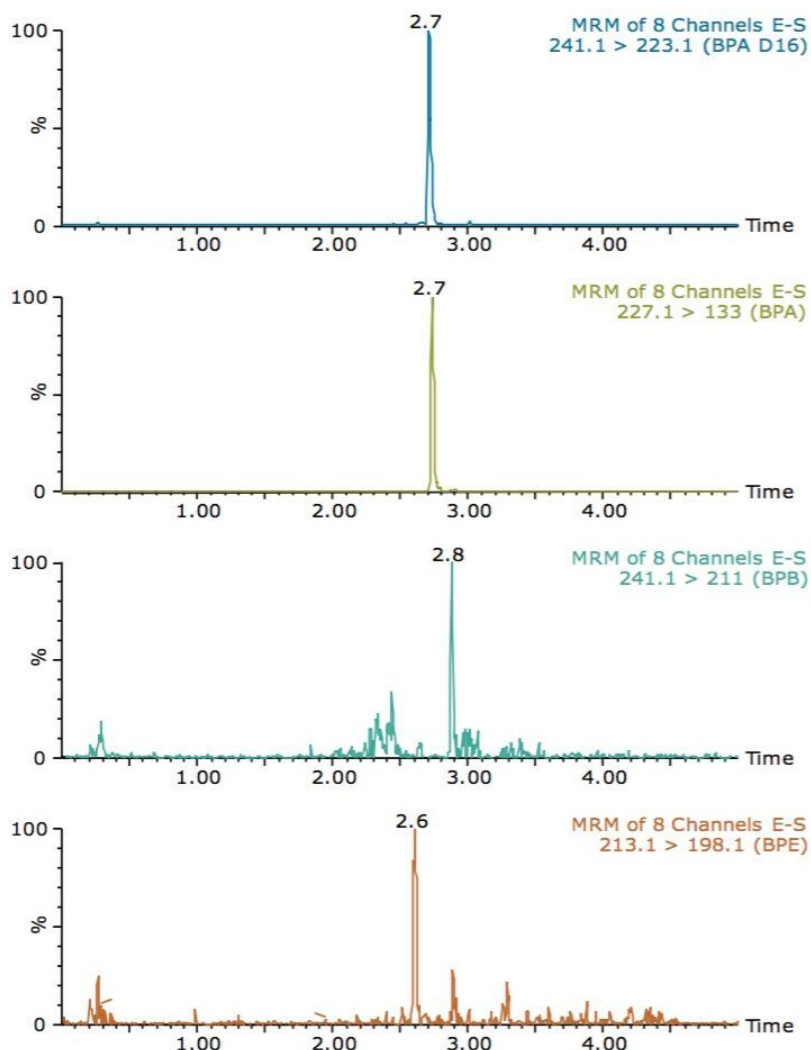 2.7
MRM of 8 Channels E-S
241.1 > 223.1 (BPA D16)
100
%
0
1.00 2.00 3.00 4.00 Time
2.7
MRM of 8 Channels E-S
227.1 > 133 (BPA)
100
%
0
1.00 2.00 3.00 4.00 Time
2.8
MRM of 8 Channels E-S
241.1 > 211 (BPB)
100
%
0
1.00 2.00 3.00 4.00 Time
2.6
MRM of 8 Channels E-S
213.1 > 198.1 (BPE)
100
%
0
1.00 2.00 3.00 4.00 Time